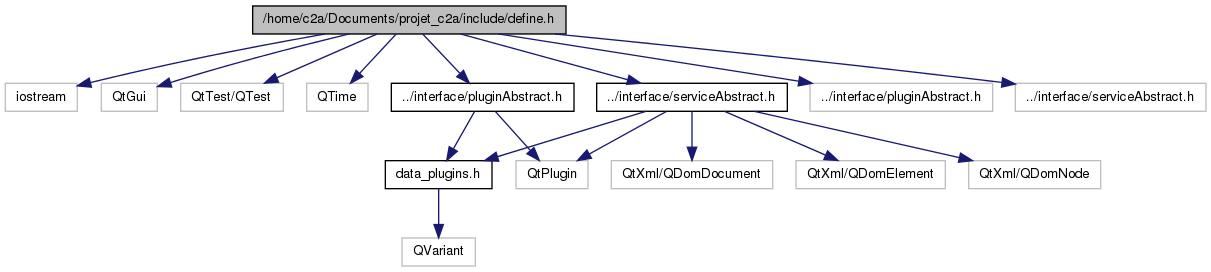 /home/c2a/Documents/projet_c2a/include/define.h
iostream
QtGui
QtTest/QTest
QTime
../interface/pluginAbstract.h
../interface/serviceAbstract.h
../interface/pluginAbstract.h
../interface/serviceAbstract.h
data_plugins.h
QtPlugin
QtXml/QDomDocument
QtXml/QDomElement
QtXml/QDomNode
QVariant